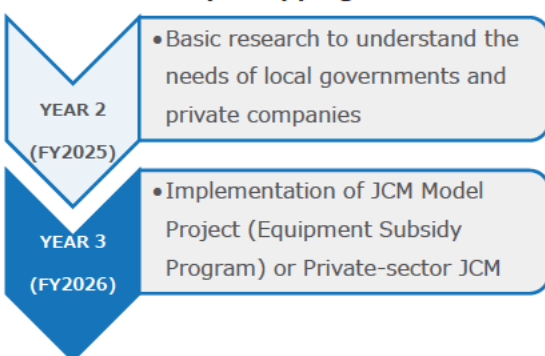 YEAR 2
(FY2025)
•Basic research to understand the
needs of local governments and
private companies
YEAR 3
(FY2026)
•Implementation of JCM Model
Project (Equipment Subsidy
Program) or Private-sector JCM